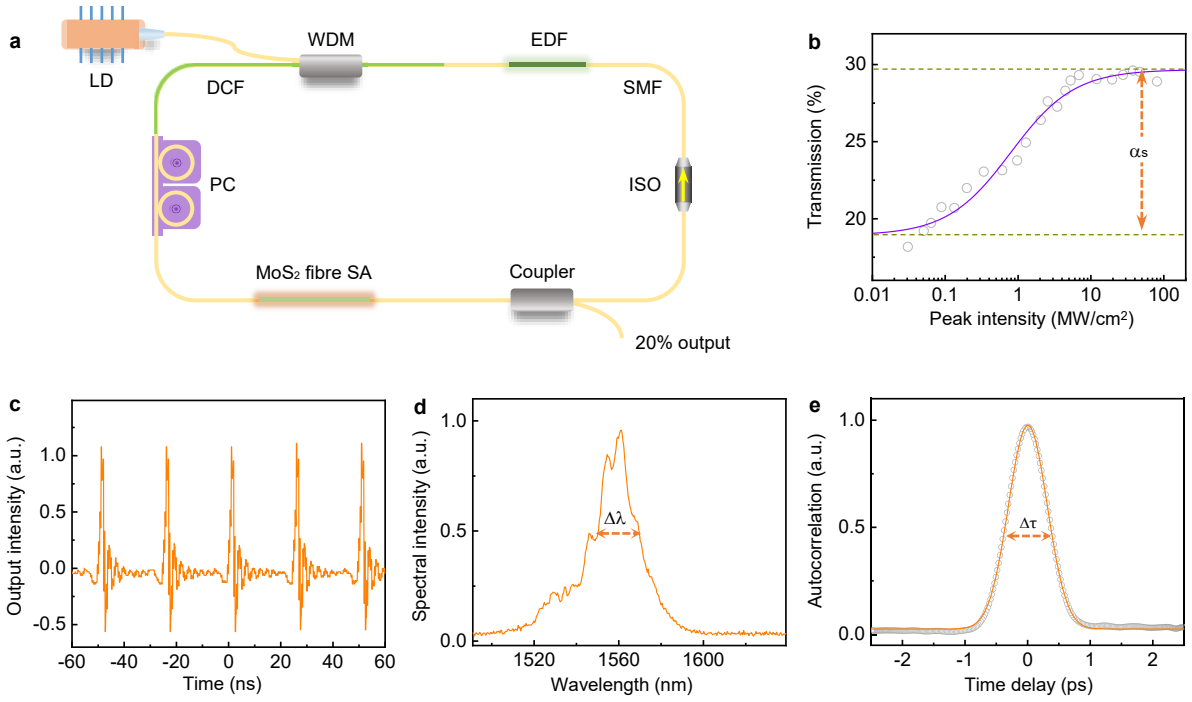 a
LD
WDM
EDF
DCF
SMF
PC
ISO
MoS₂ fibre SA
Coupler
20% output
b
Transmission (%)
30
25
20
αs
0.01 0.1 1 10 100
Peak intensity (MW/cm²)
c
Output intensity (a.u.)
1.0
0.5
0.0
-0.5
-60 -40 -20 0 20 40 60
Time (ns)
d
Spectral intensity (a.u.)
1.0
0.5
0.0
Δλ
1520 1560 1600
Wavelength (nm)
e
Autocorrelation (a.u.)
1.0
0.5
0.0
Δτ
-2 -1 0 1 2
Time delay (ps)